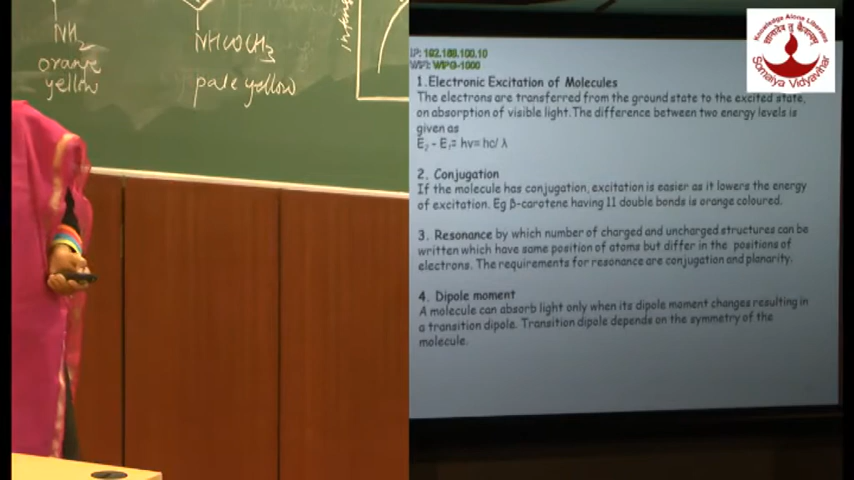 NH2
orange
yellow
NHCOCH3
pale yellow
IP: 192.168.100.10
WPS-1000
1.Electronic Excitation of Molecules
The electrons are transferred from the ground state to the excited state,
on absorption of visible light.The difference between two energy levels is
given as
E2 - E1= hν= hc/ λ
2. Conjugation
If the molecule has conjugation, excitation is easier as it lowers the energy
of excitation. Eg β-carotene having 11 double bonds is orange coloured.
3. Resonance by which number of charged and uncharged structures can be
written which have same position of atoms but differ in the positions of
electrons. The requirements for resonance are conjugation and planarity.
4. Dipole moment
A molecule can absorb light only when its dipole moment changes resulting in
a transition dipole. Transition dipole depends on the symmetry of the
molecule.
Knowledge Alone Liberates
Somaiya Vidyavihar